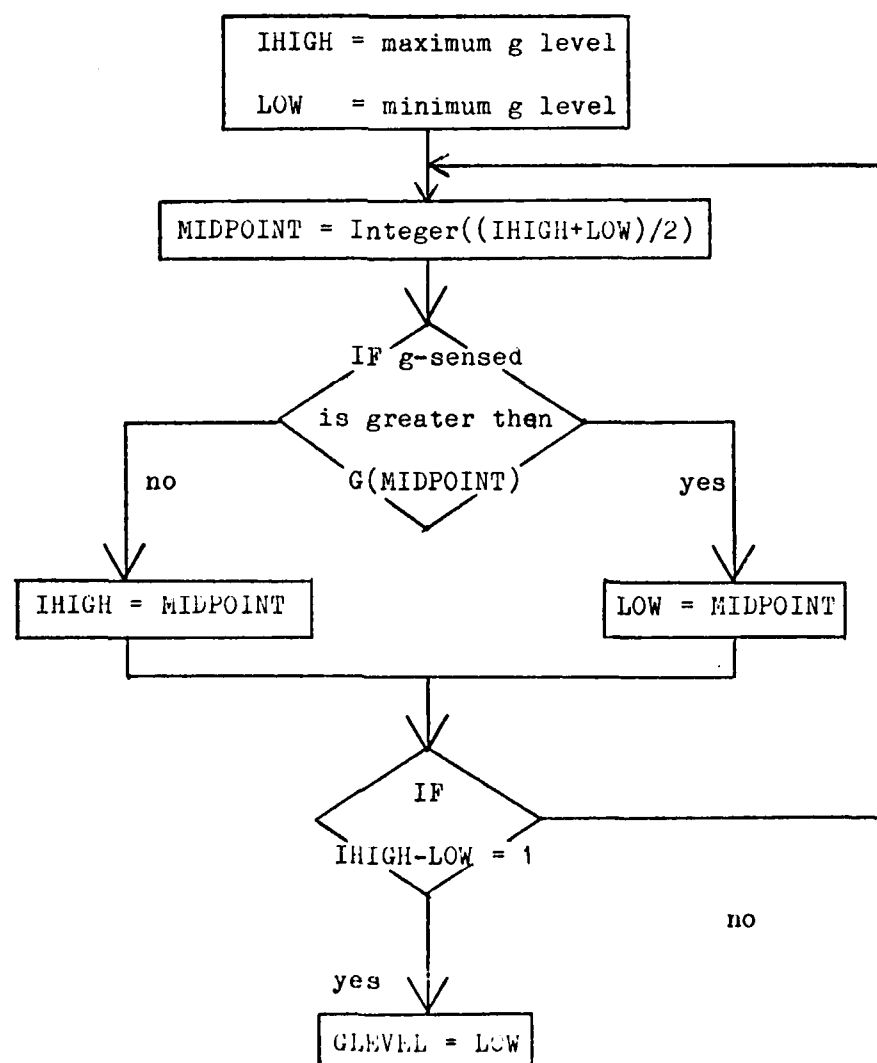 IHIGH = maximum g level
LOW = minimum g level
MIDPOINT = Integer((IHIGH+LOW)/2)
IF g-sensed
is greater then
G(MIDPOINT)
no
yes
IHIGH = MIDPOINT
LOW = MIDPOINT
IF
IHIGH-LOW = 1
no
yes
GLEVEL = LOW